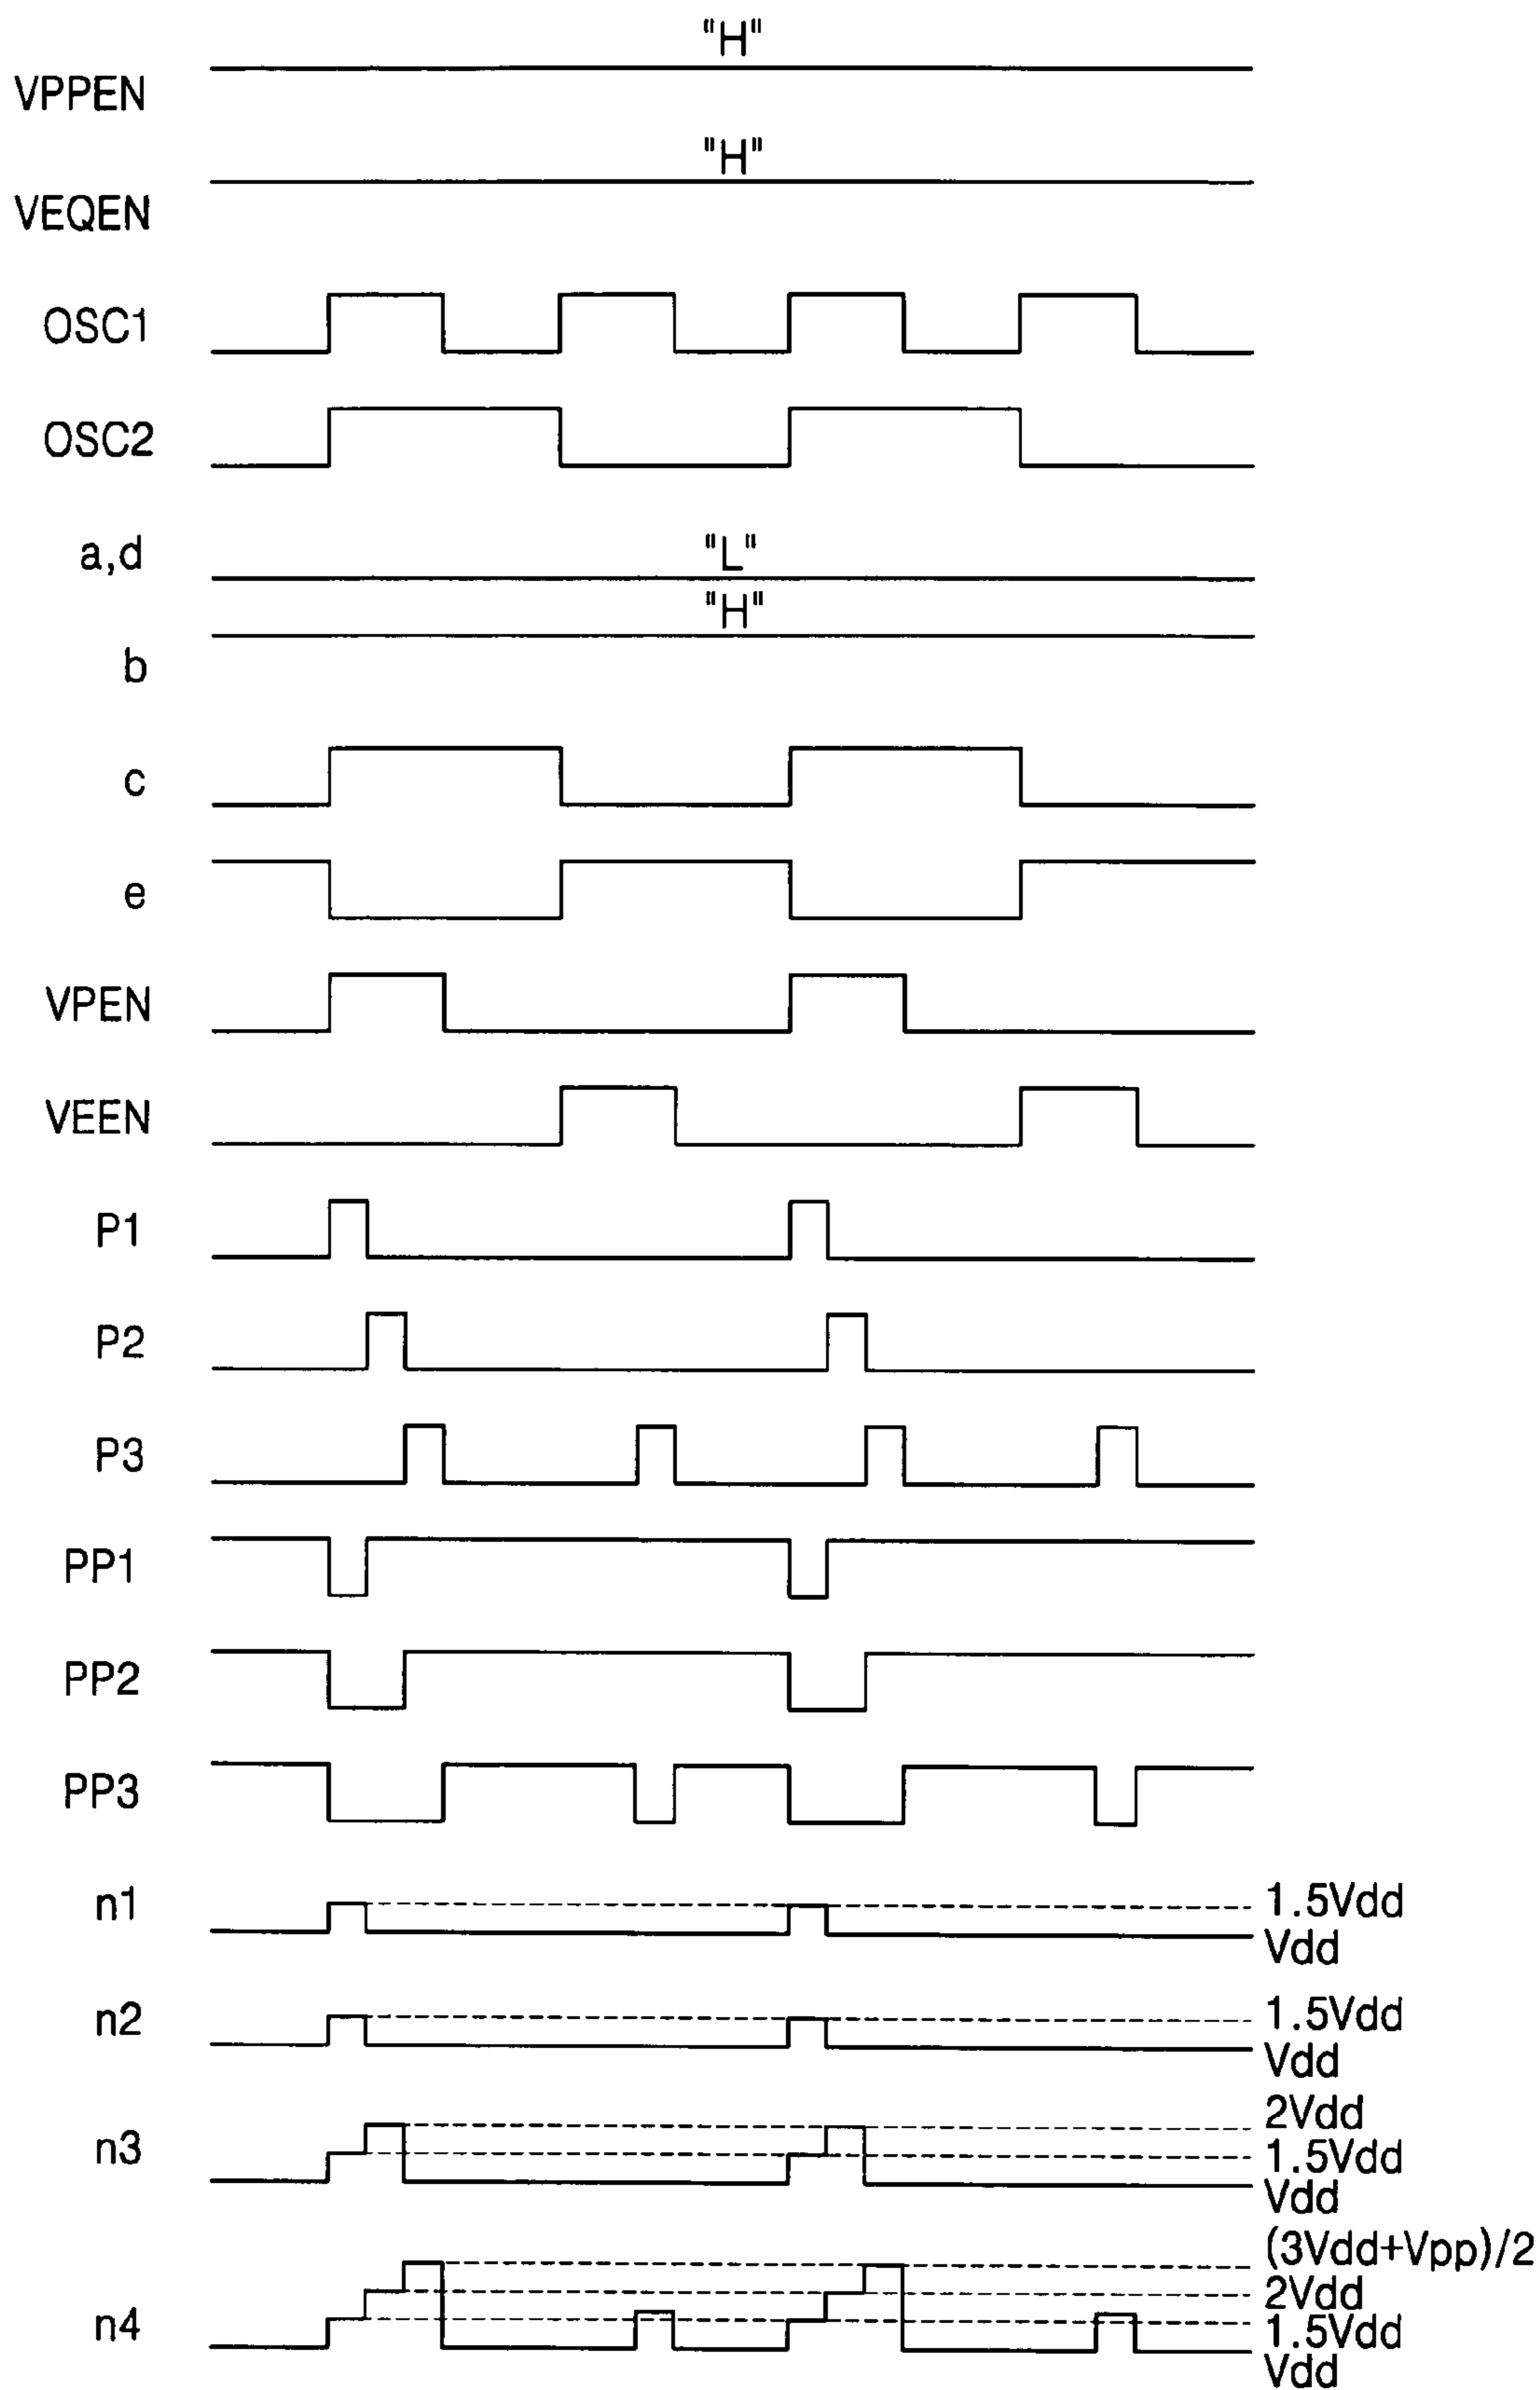 "H"
VPPEN
"H"
VEQEN
OSC1
OSC2
a,d
"L"
"H"
b
c
e
VPEN
VEEN
P1
P2
P3
PP1
PP2
PP3
n1
1.5Vdd
Vdd
n2
1.5Vdd
Vdd
n3
2Vdd
1.5Vdd
Vdd
n4
(3Vdd+Vpp)/2
2Vdd
1.5Vdd
Vdd